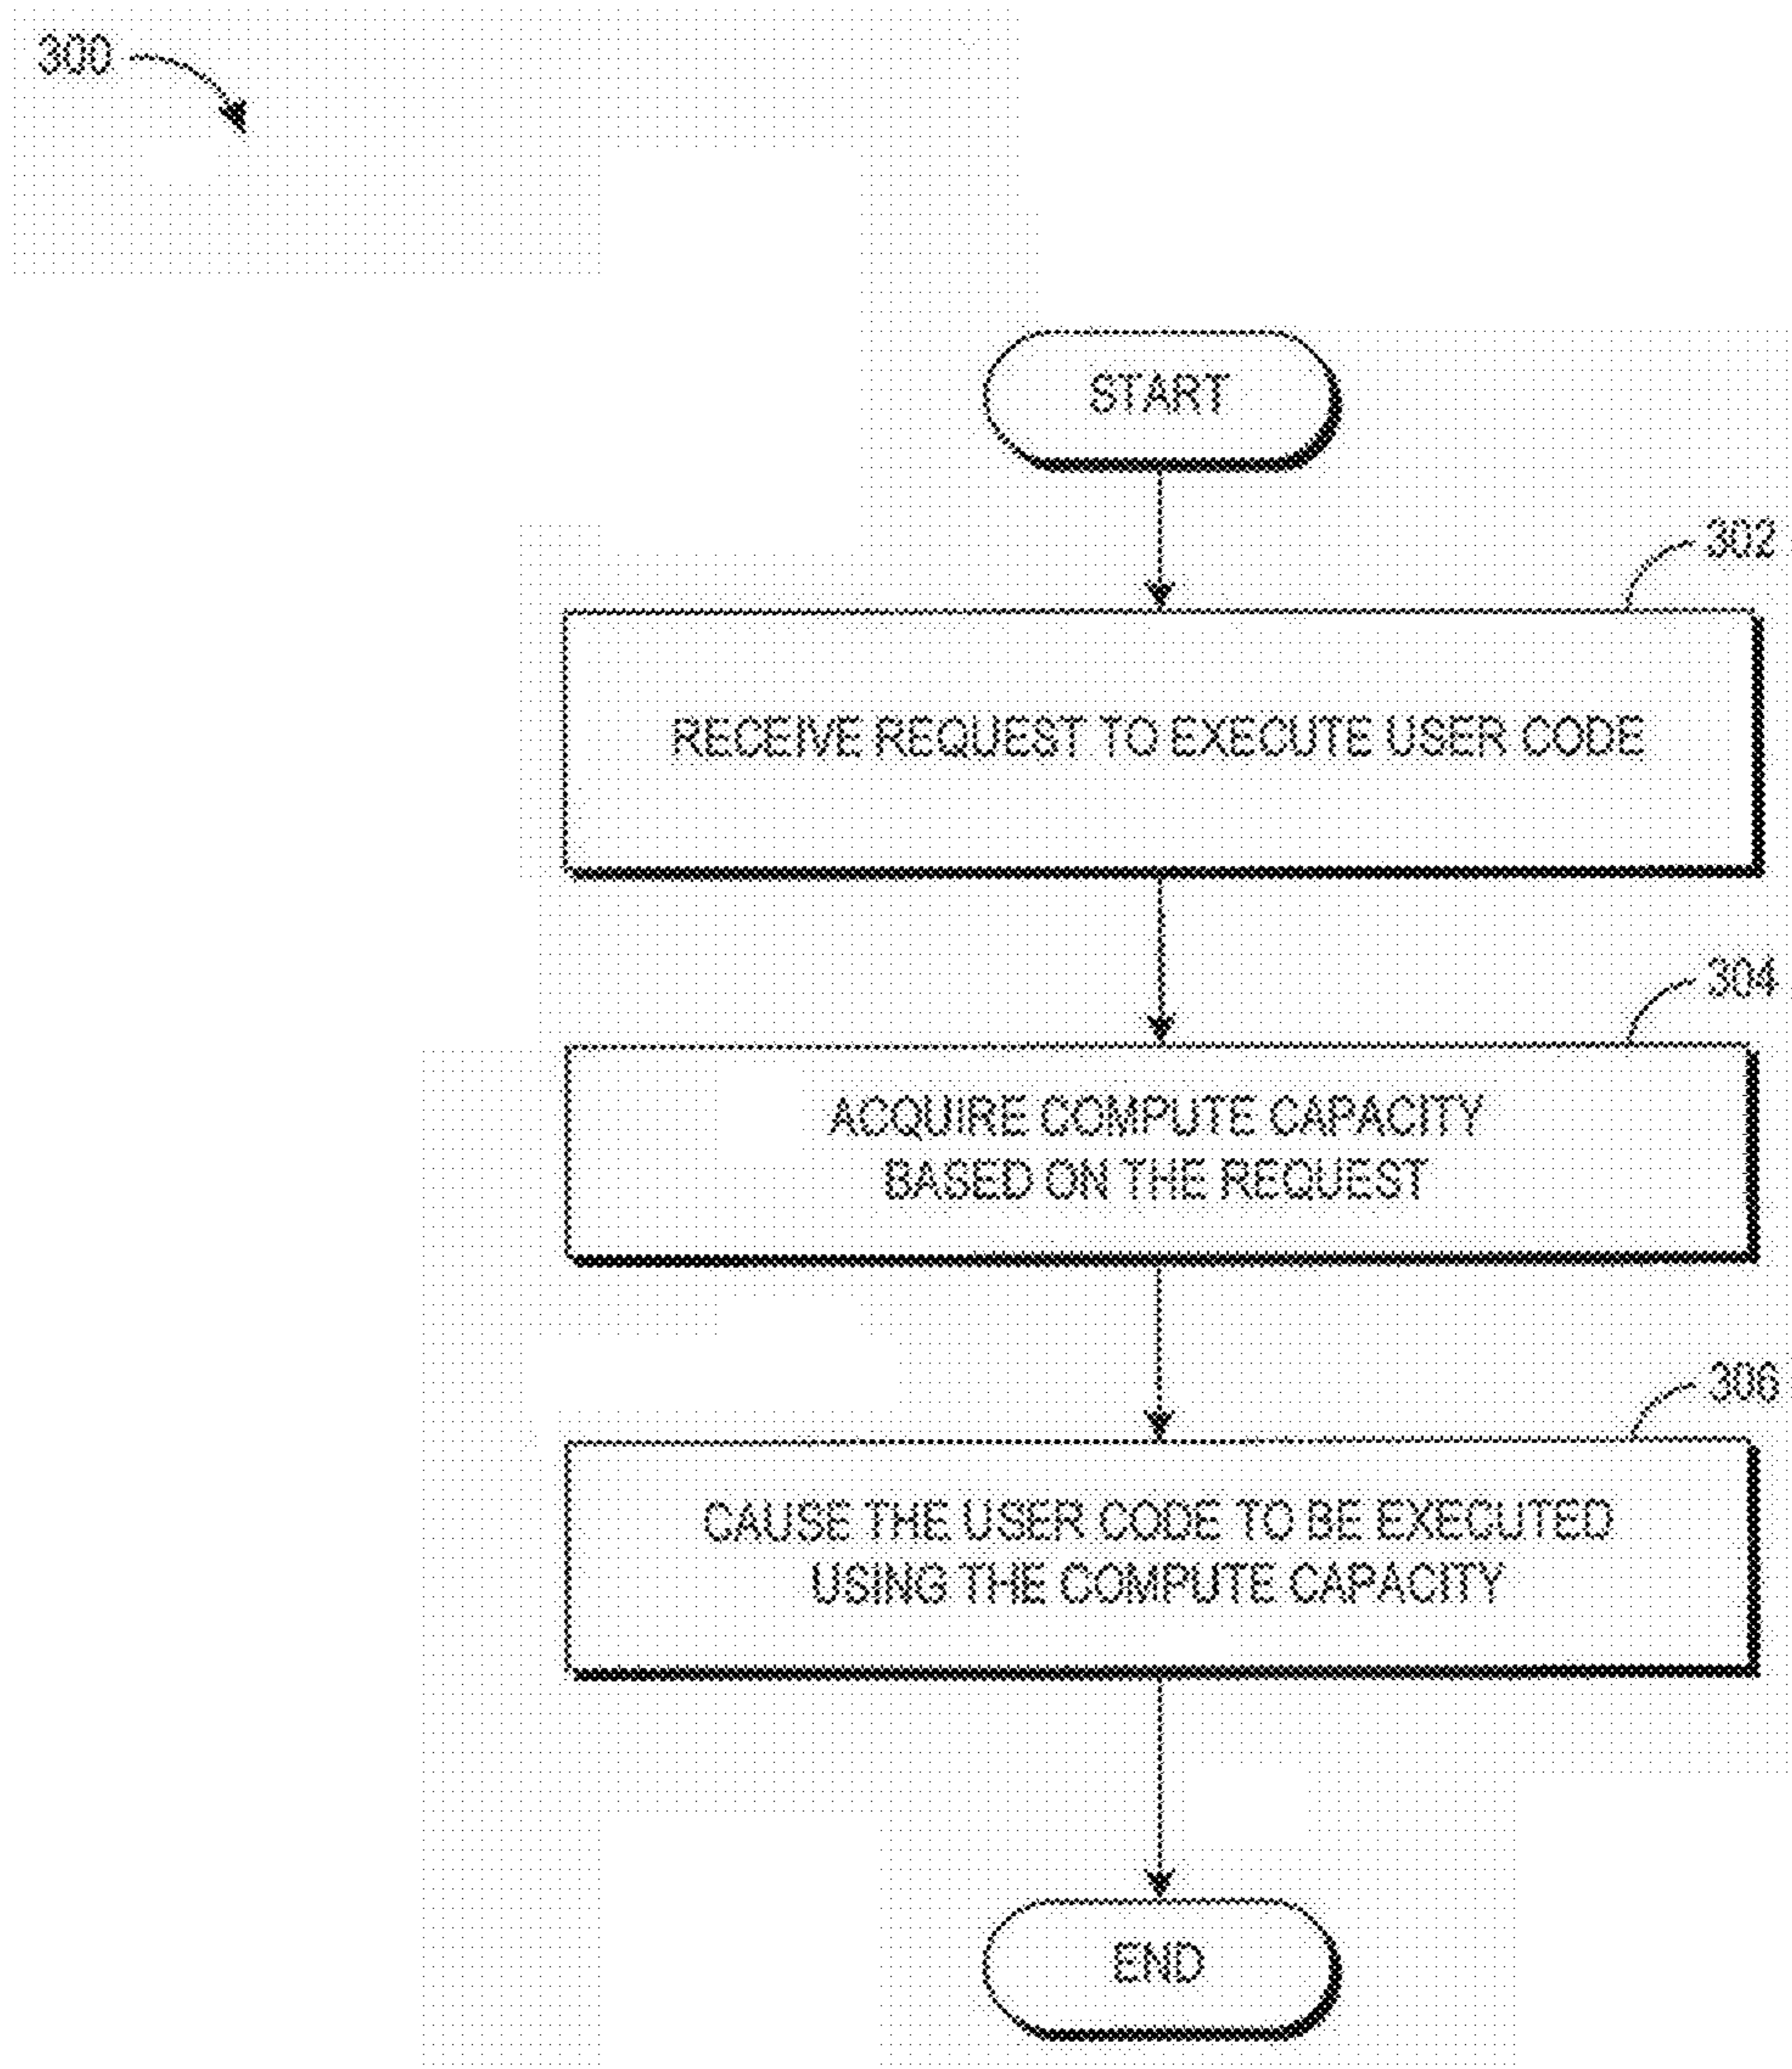 300
START
302
RECEIVE REQUEST TO EXECUTE USER CODE
304
ACQUIRE COMPUTE CAPACITY
BASED ON THE REQUEST
306
CAUSE THE USER CODE TO BE EXECUTED
USING THE COMPUTE CAPACITY
END